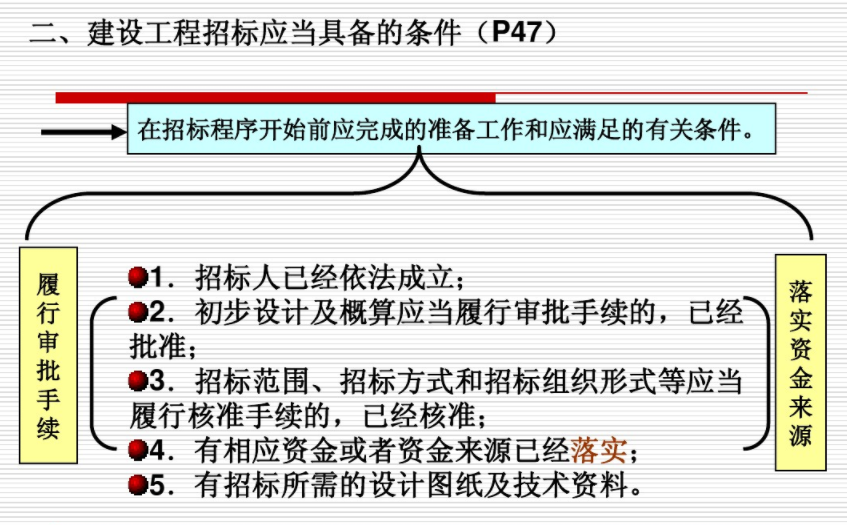 二、建设工程招标应当具备的条件（P47）
在招标程序开始前应完成的准备工作和应满足的有关条件。
履行审批手续
1．招标人已经依法成立；
2．初步设计及概算应当履行审批手续的，已经
批准；
3．招标范围、招标方式和招标组织形式等应当
履行核准手续的，已经核准；
4．有相应资金或者资金来源已经落实；
5．有招标所需的设计图纸及技术资料。
落实资金来源